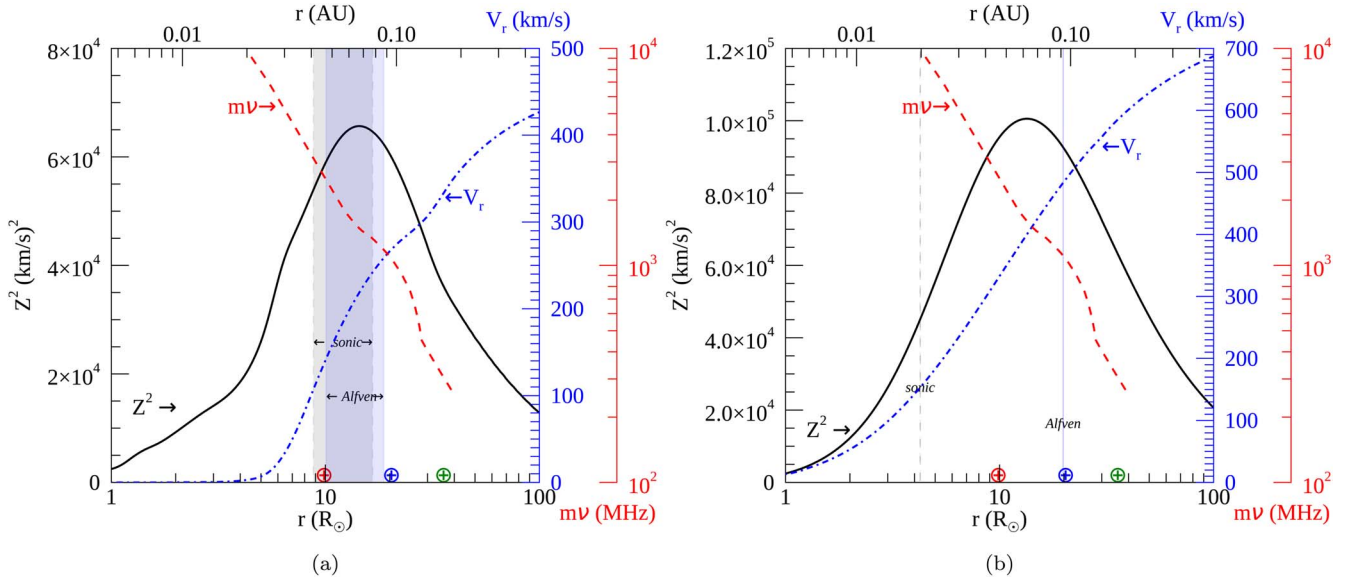 r (AU)
0.01
0.10
V_r (km/s)
8×10^4
6×10^4
4×10^4
2×10^4
0
Z^2 (km/s)^2
500
400
300
200
100
0
10^4
10^3
10^2
mν→
←V_r
← sonic→
← Alfven →
Z^2 →
1
10
100
r (R_☉)
mν (MHz)
(a)
r (AU)
0.01
0.10
V_r (km/s)
1.2×10^5
1.0×10^5
8.0×10^4
6.0×10^4
4.0×10^4
2.0×10^4
0
Z^2 (km/s)^2
700
600
500
400
300
200
100
0
10^4
10^3
10^2
mν→
←V_r
sonic
Alfven
Z^2 →
1
10
100
r (R_☉)
mν (MHz)
(b)